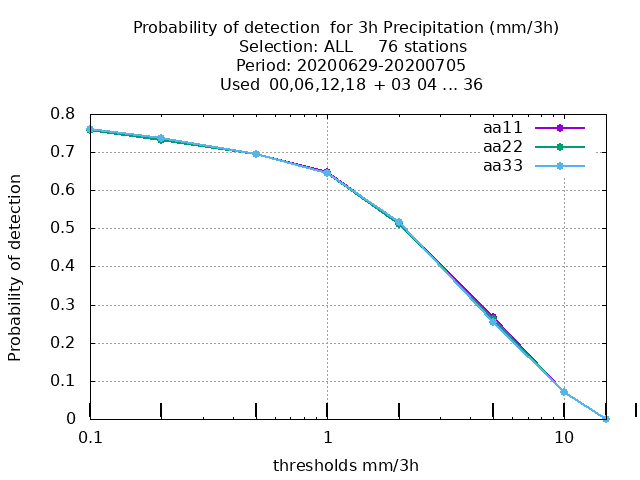 Probability of detection  for 3h Precipitation (mm/3h)
Selection: ALL     76 stations
Period: 20200629-20200705
Used  00,06,12,18  + 03 04 ... 36
aa11
aa22
aa33
0.8
0.7
0.6
0.5
0.4
0.3
0.2
0.1
0
Probability of detection
0.1 1 10
thresholds mm/3h